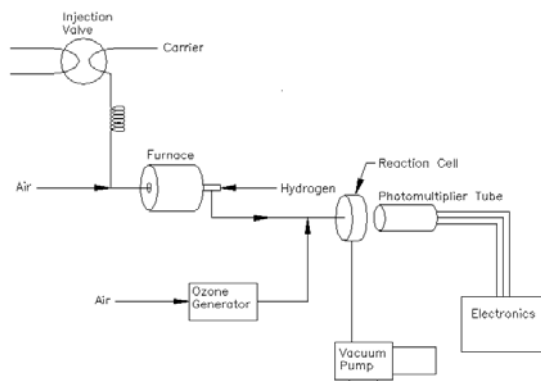 Injection
Valve
Carrier
Furnace
Reaction Cell
Air
Hydrogen
Photomultiplier Tube
Air
Ozone
Generator
Electronics
Vacuum
Pump